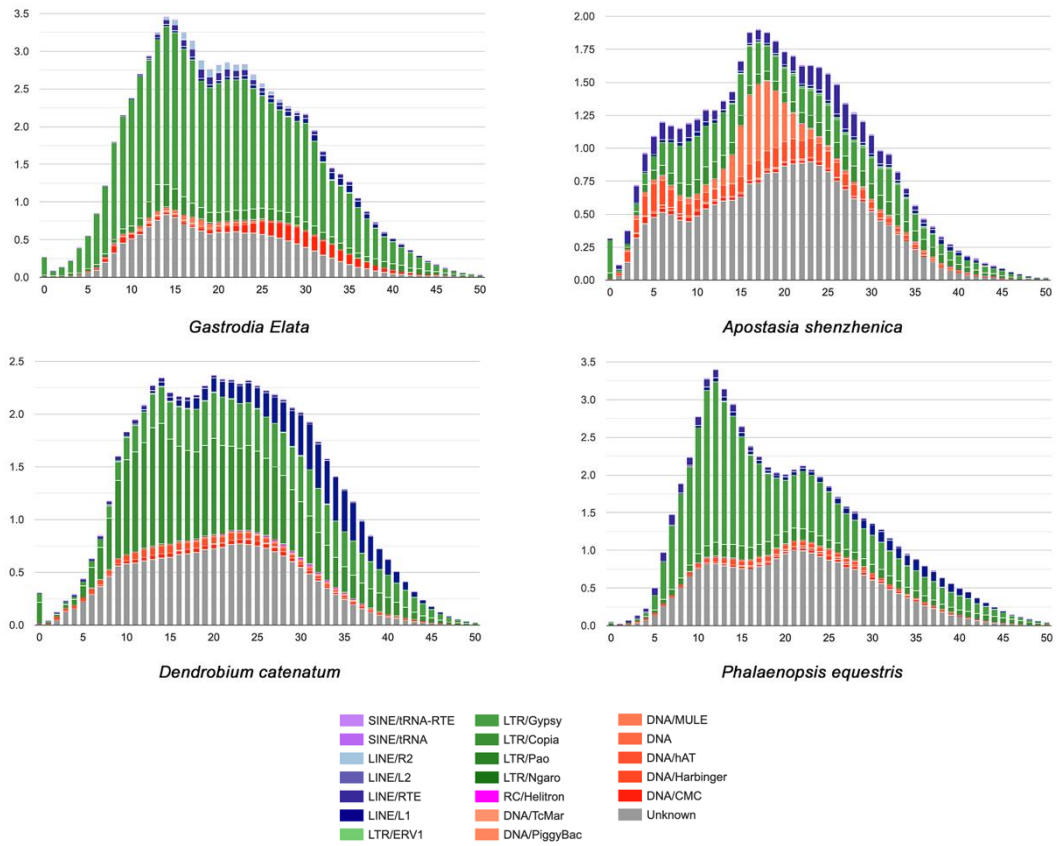 3.5
3.0
2.5
2.0
1.5
1.0
0.5
0.0
0 5 10 15 20 25 30 35 40 45 50
Gastrodia Elata
2.00
1.75
1.50
1.25
1.00
0.75
0.50
0.25
0.00
0 5 10 15 20 25 30 35 40 45 50
Apostasia shenzhenica
2.5
2.0
1.5
1.0
0.5
0.0
0 5 10 15 20 25 30 35 40 45 50
Dendrobium catenatum
3.5
3.0
2.5
2.0
1.5
1.0
0.5
0.0
0 5 10 15 20 25 30 35 40 45 50
Phalaenopsis equestris
SINE/tRNA-RTE
SINE/tRNA
LINE/R2
LINE/L2
LINE/RTE
LINE/L1
LTR/ERV1
LTR/Gypsy
LTR/Copia
LTR/Pao
LTR/Ngaro
RC/Helitron
DNA/TcMar
DNA/PiggyBac
DNA/MULE
DNA
DNA/hAT
DNA/Harbinger
DNA/CMC
Unknown